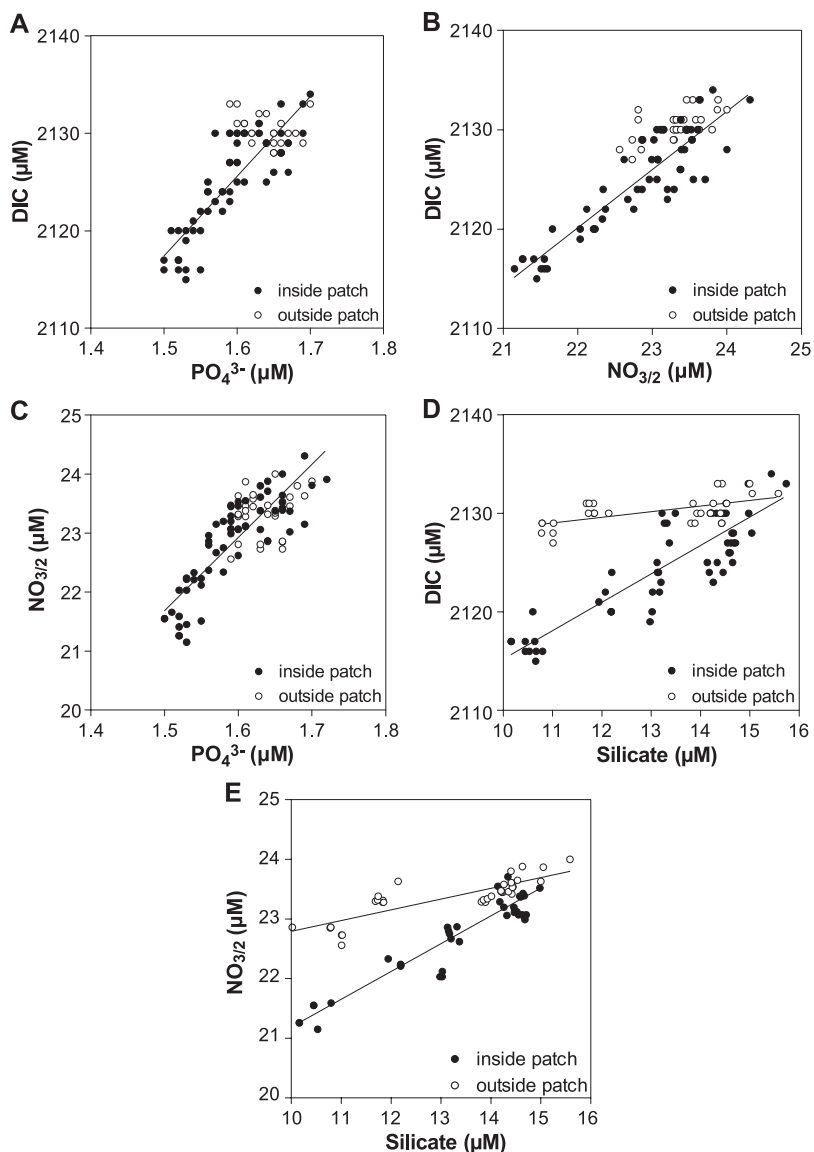 A
2140
2130
2120
2110
DIC (µM)
1.4 1.5 1.6 1.7 1.8
PO₄³⁻ (µM)
inside patch
outside patch
B
2140
2130
2120
2110
DIC (µM)
21 22 23 24 25
NO₃/₂ (µM)
inside patch
outside patch
C
25
24
23
22
21
20
NO₃/₂ (µM)
1.4 1.5 1.6 1.7 1.8
PO₄³⁻ (µM)
inside patch
outside patch
D
2140
2130
2120
2110
DIC (µM)
10 11 12 13 14 15 16
Silicate (µM)
inside patch
outside patch
E
25
24
23
22
21
20
NO₃/₂ (µM)
10 11 12 13 14 15 16
Silicate (µM)
inside patch
outside patch